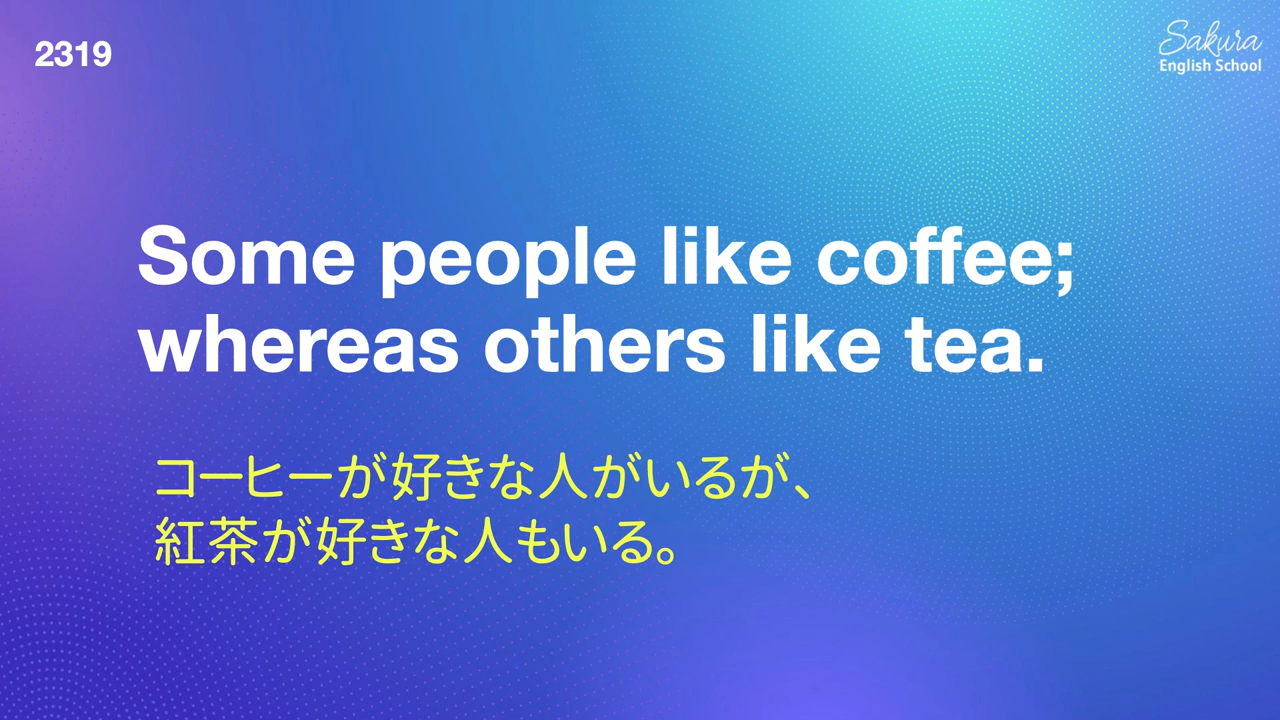 2319
Sakura
English School
Some people like coffee;
whereas others like tea.
コーヒーが好きな人がいるが、
紅茶が好きな人もいる。